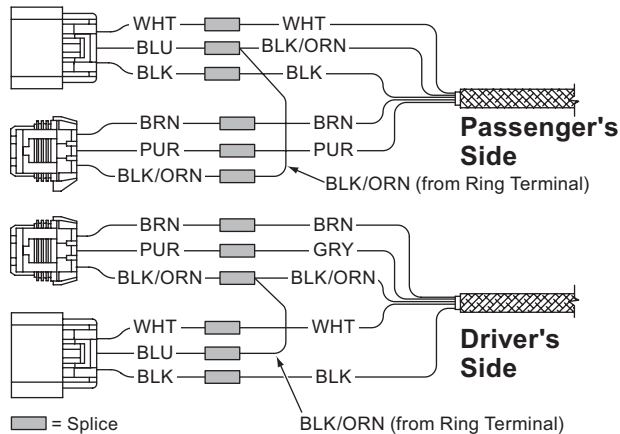 WHT WHT
BLU BLK/ORN
BLK BLK
BRN BRN
PUR PUR
BLK/ORN
Passenger's
Side
BLK/ORN (from Ring Terminal)
BRN BRN
PUR GRY
BLK/ORN BLK/ORN
WHT WHT
BLU
BLK BLK
Driver's
Side
= Splice
BLK/ORN (from Ring Terminal)